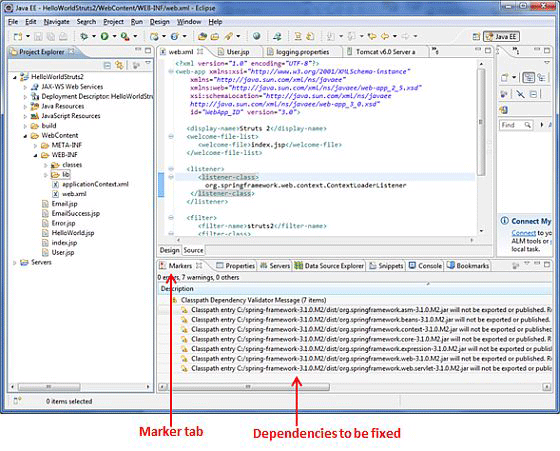 Java EE - HelloWorldStruts2/WebContent/WEB-INF/web.xml - Eclipse
File Edit Navigate Search Project Run Design Window Help
Java EE
Project Explorer
HelloWorldStruts2
JAX-WS Web Services
Deployment Descriptor: HelloWorldStr
Java Resources
JavaScript Resources
build
WebContent
META-INF
WEB-INF
classes
lib
applicationContext.xml
web.xml
Email.jsp
EmailSuccess.jsp
Error.jsp
HelloWorld.jsp
index.jsp
User.jsp
Servers
web.xml
User.jsp
logging.properties
Tomcat v6.0 Server a
<?xml version="1.0" encoding="UTF-8"?>
<web-app xmlns:xsi="http://www.w3.org/2001/XMLSchema-instance"
xmlns="http://java.sun.com/xml/ns/javaee"
xmlns:web="http://java.sun.com/xml/ns/javaee/web-app_2_5.xsd"
xsi:schemaLocation="http://java.sun.com/xml/ns/javaee
http://java.sun.com/xml/ns/javaee/web-app_3_0.xsd"
id="WebApp_ID" version="3.0">
<display-name>Struts 2</display-name>
<welcome-file-list>
<welcome-file>index.jsp</welcome-file>
</welcome-file-list>
<listener>
<listener-class>
org.springframework.web.context.ContextLoaderListener
</listener-class>
</listener>
<filter>
<filter-name>struts2</filter-name>
<filter-class>
Design Source
Find
All
Connect My
Connect to your
ALM tools or
local task.
Markers
Properties
Servers
Data Source Explorer
Snippets
Console
Bookmarks
0 errors, 7 warnings, 0 others
Description
Classpath Dependency Validator Message (7 items)
Classpath entry C:/spring-framework-3.1.0.M2/dist/org.springframework.asm-3.1.0.M2.jar will not be exported or published. R
Classpath entry C:/spring-framework-3.1.0.M2/dist/org.springframework.beans-3.1.0.M2.jar will not be exported or published.
Classpath entry C:/spring-framework-3.1.0.M2/dist/org.springframework.context-3.1.0.M2.jar will not be exported or publishe
Classpath entry C:/spring-framework-3.1.0.M2/dist/org.springframework.core-3.1.0.M2.jar will not be exported or published. R
Classpath entry C:/spring-framework-3.1.0.M2/dist/org.springframework.expression-3.1.0.M2.jar will not be exported or publi
Classpath entry C:/spring-framework-3.1.0.M2/dist/org.springframework.web-3.1.0.M2.jar will not be exported or published. R
Classpath entry C:/spring-framework-3.1.0.M2/dist/org.springframework.web.servlet-3.1.0.M2.jar will not be exported or publ
0 items selected
Marker tab
Dependencies to be fixed